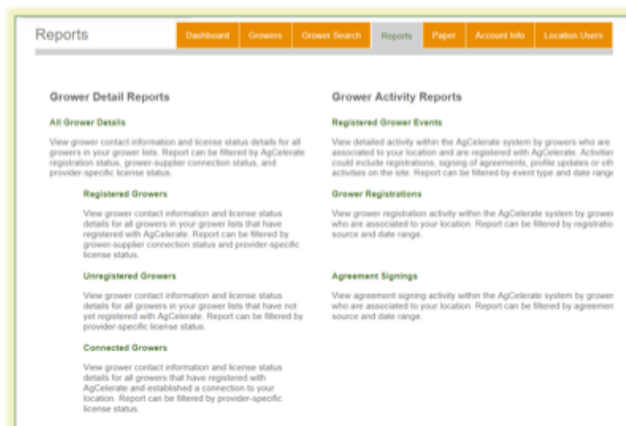 Reports
Dashboard Growers Grower Search Reports Paper Account Info Location Users
Grower Detail Reports
All Grower Details
View grower contact information and license status details for all
growers in your grower lists. Report can be filtered by AgCelerate
registration status, grower-supplier connection status, and
provider-specific license status.
Registered Growers
View grower contact information and license status
details for all growers in your grower lists that have
registered with AgCelerate. Report can be filtered by
grower-supplier connection status and provider-specific
license status.
Unregistered Growers
View grower contact information and license status
details for all growers in your grower lists that have not
yet registered with AgCelerate. Report can be filtered by
provider-specific license status.
Connected Growers
View grower contact information and license status
details for all growers that have registered with
AgCelerate and established a connection to your
location. Report can be filtered by provider-specific
license status.
Grower Activity Reports
Registered Grower Events
View detailed activity within the AgCelerate system by growers who are
associated to your location and are registered with AgCelerate. Activities
could include registrations, signing of agreements, profile updates or oth
activities on the site. Report can be filtered by event type and date range
Grower Registrations
View grower registration activity within the AgCelerate system by grower
who are associated to your location. Report can be filtered by registratio
source and date range.
Agreement Signings
View agreement signing activity within the AgCelerate system by grower
who are associated to your location. Report can be filtered by agreemen
source and date range.